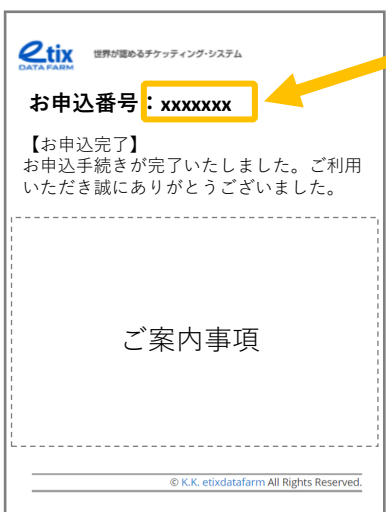 etix
DATA FARM
世界が認めるチケッティング・システム
お申込番号：xxxxxxx
【お申込完了】
お申込手続きが完了いたしました。ご利用
いただき誠にありがとうございました。
ご案内事項
© K.K. etixdatafarm All Rights Reserved.